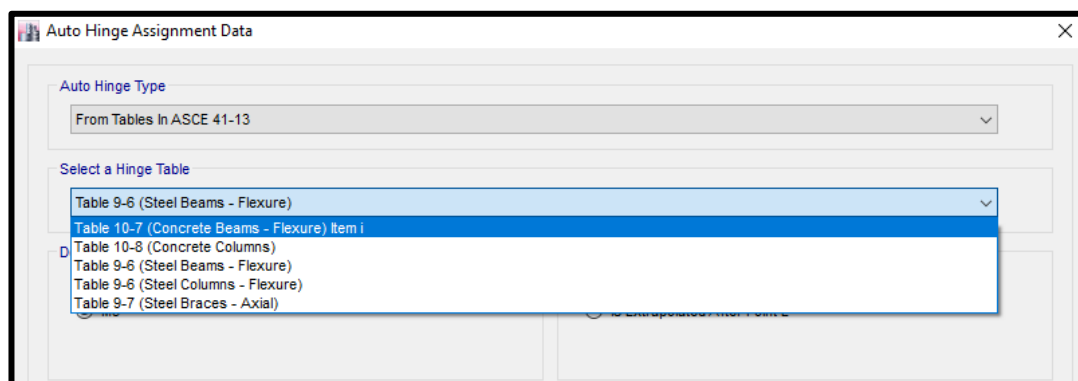 Auto Hinge Assignment Data
Auto Hinge Type
From Tables In ASCE 41-13
Select a Hinge Table
Table 9-6 (Steel Beams - Flexure)
Table 10-7 (Concrete Beams - Flexure) Item i
Table 10-8 (Concrete Columns)
Table 9-6 (Steel Beams - Flexure)
Table 9-6 (Steel Columns - Flexure)
Table 9-7 (Steel Braces - Axial)